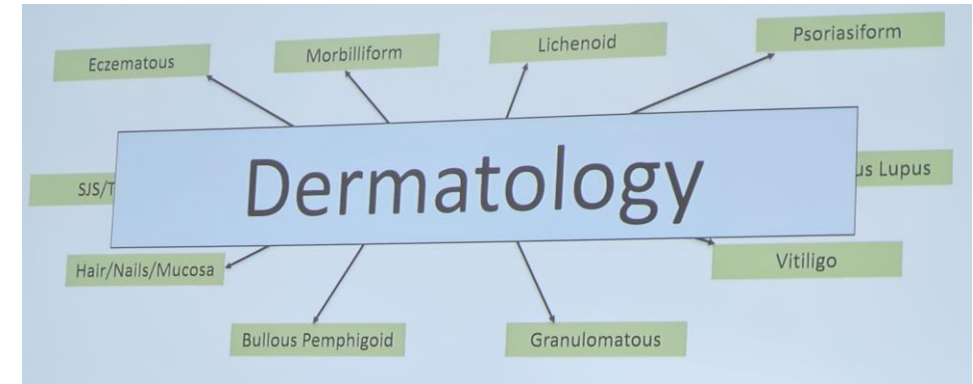 Eczematous
Morbilliform
Lichenoid
Psoriasiform
SJS/T
Dermatology
us Lupus
Hair/Nails/Mucosa
Vitiligo
Bullous Pemphigoid
Granulomatous